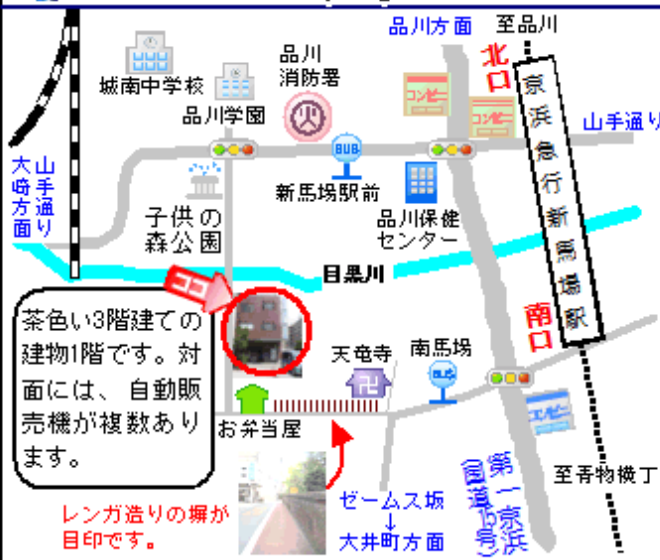 品川方面
至品川
北口
品川
消防署
城南中学校
品川学園
コンビニ
コンビニ
山手通り
京浜急行新馬場駅
BUS
新馬場駅前
山手通り
大崎方面
子供の
森公園
品川保健
センター
目黒川
ココ
南口
茶色い3階建ての
建物1階です。対
面には、自動販
売機が複数あり
ます。
天竜寺
卍
南馬場
BUS
お弁当屋
コンビニ
レンガ造りの塀が
目印です。
ゼームス坂
↓
大井町方面
第一京浜
(国道15号)
至青物横丁